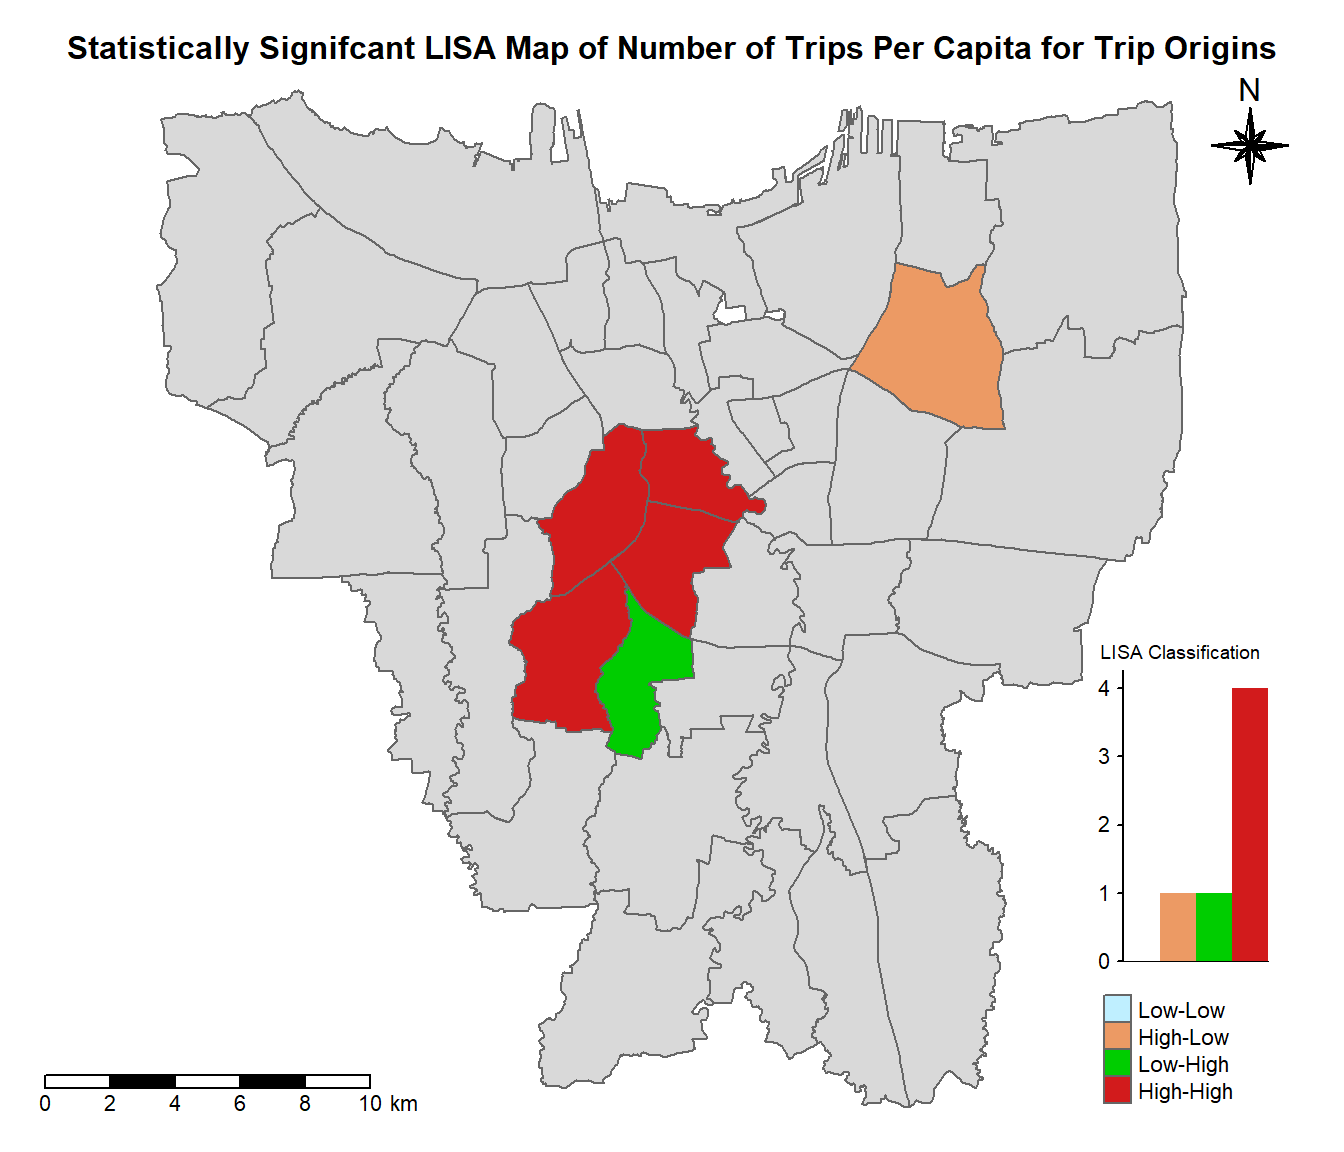 Statistically Signifcant LISA Map of Number of Trips Per Capita for Trip Origins
N
LISA Classification
4
3
2
1
0
Low-Low
High-Low
Low-High
High-High
0 2 4 6 8 10 km